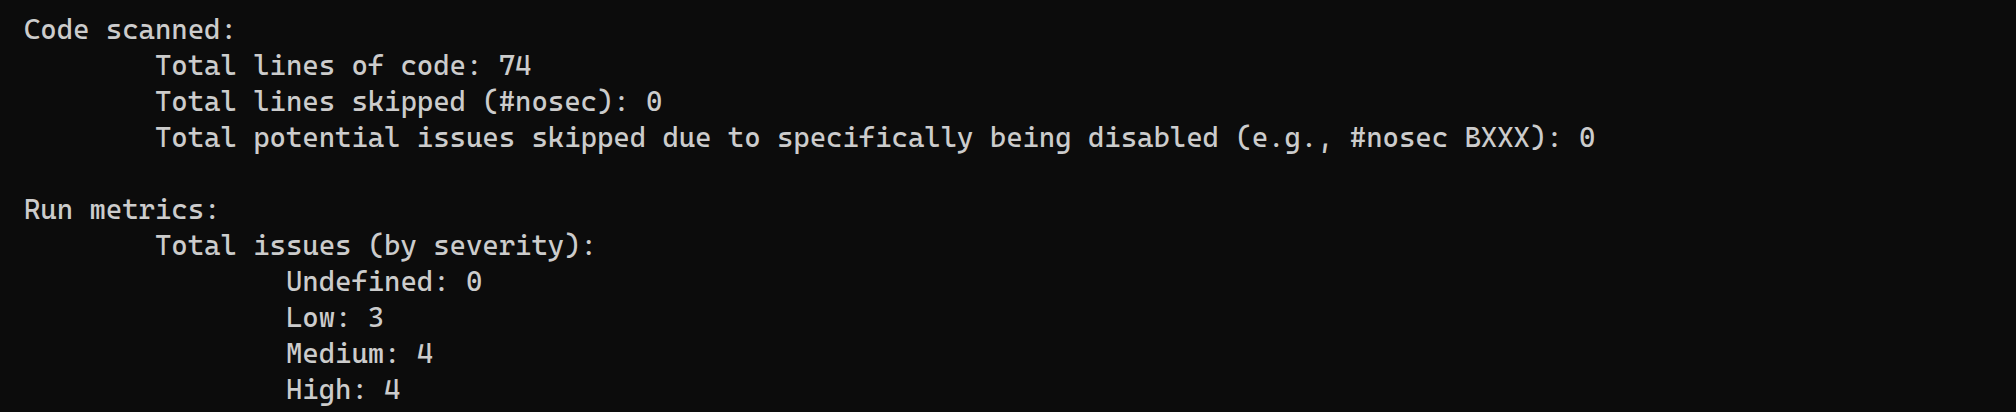 Code scanned:
Total lines of code: 74
Total lines skipped (#nosec): 0
Total potential issues skipped due to specifically being disabled (e.g., #nosec BXXX): 0
Run metrics:
Total issues (by severity):
Undefined: 0
Low: 3
Medium: 4
High: 4